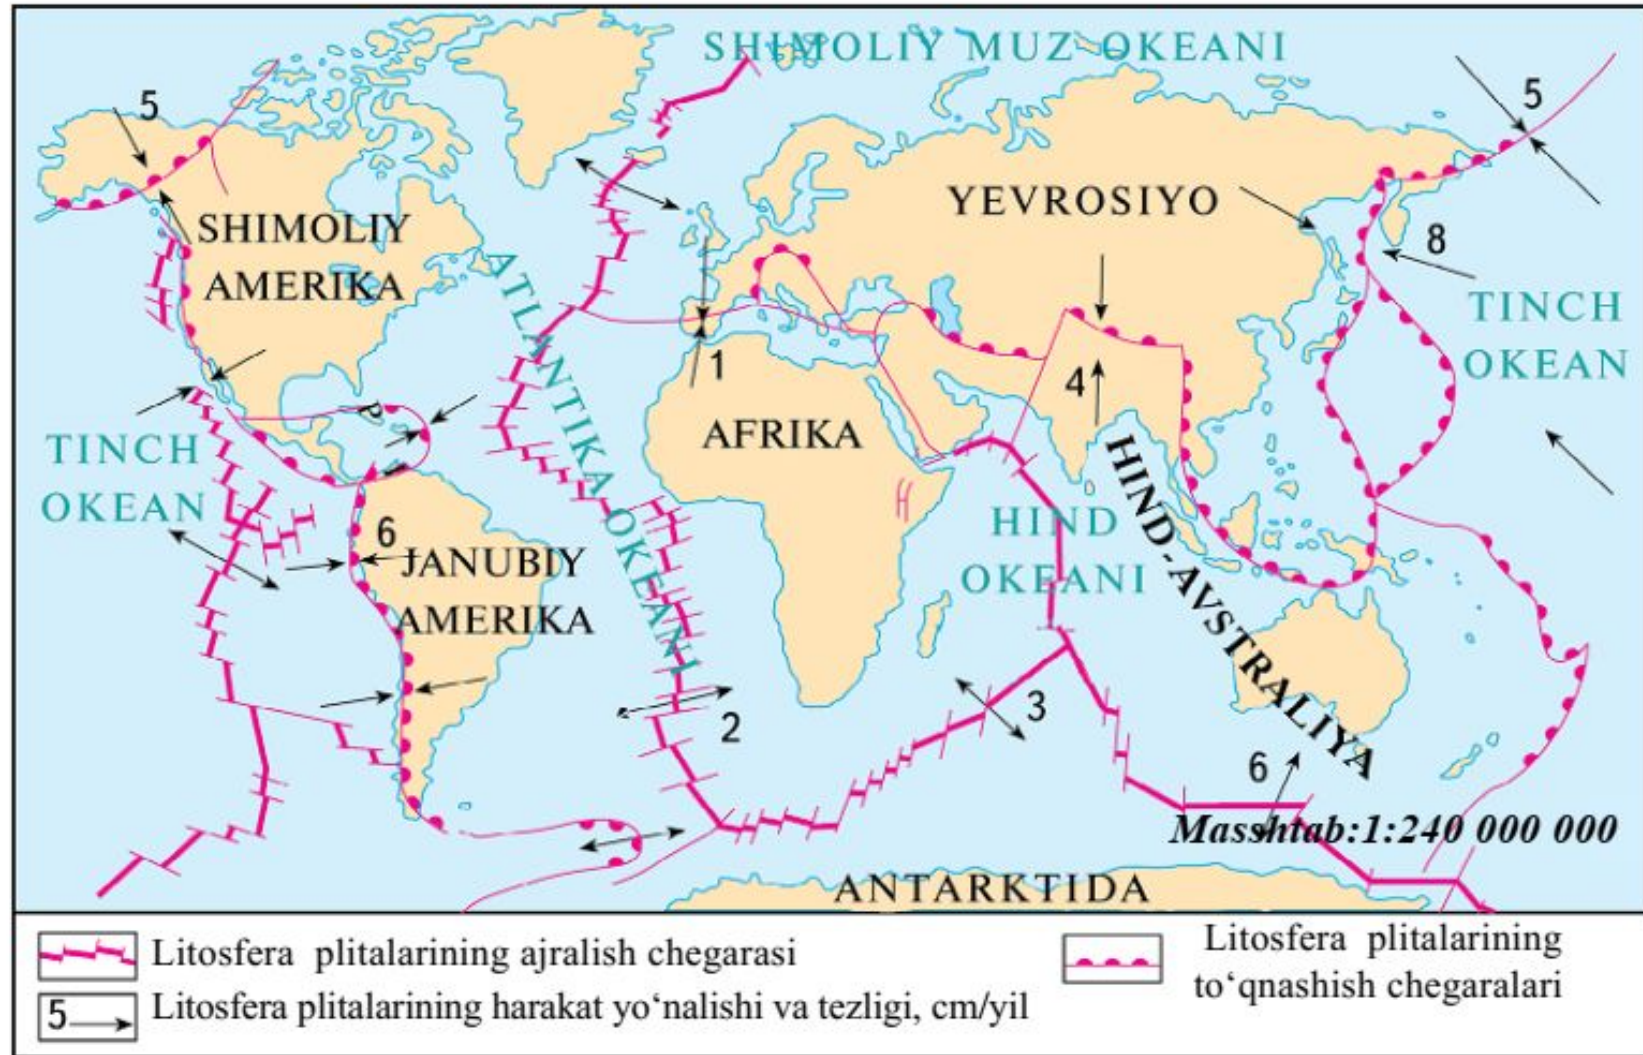 SHIMOLIY MUZ OKEANI
5
5
YEVROSIYO
SHIMOLIY
AMERIKA
8
TINCH
OKEAN
ATLANTIKA OKEANI
1
4
AFRIKA
TINCH
OKEAN
HIND
OKEANI
HIND-AVSTRALIYA
6
JANUBIY
AMERIKA
2
3
6
Masshtab:1:240 000 000
ANTARKTIDA
Litosfera plitalarining ajralish chegarasi
Litosfera plitalarining
to‘qnashish chegaralari
5
Litosfera plitalarining harakat yo‘nalishi va tezligi, cm/yil